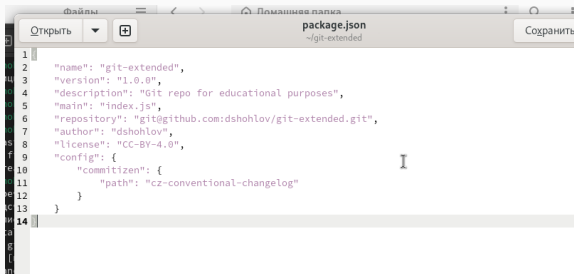 Файлы
Домашняя папка
Открыть
package.json
~/git-extended
Сохранить
1
2 "name": "git-extended",
3 "version": "1.0.0",
4 "description": "Git repo for educational purposes",
5 "main": "index.js",
6 "repository": "git@github.com:dshohlov/git-extended.git",
7 "author": "dshohlov",
8 "license": "CC-BY-4.0",
9 "config": {
10 "commitizen": {
11 "path": "cz-conventional-changelog"
12 }
13 }
14